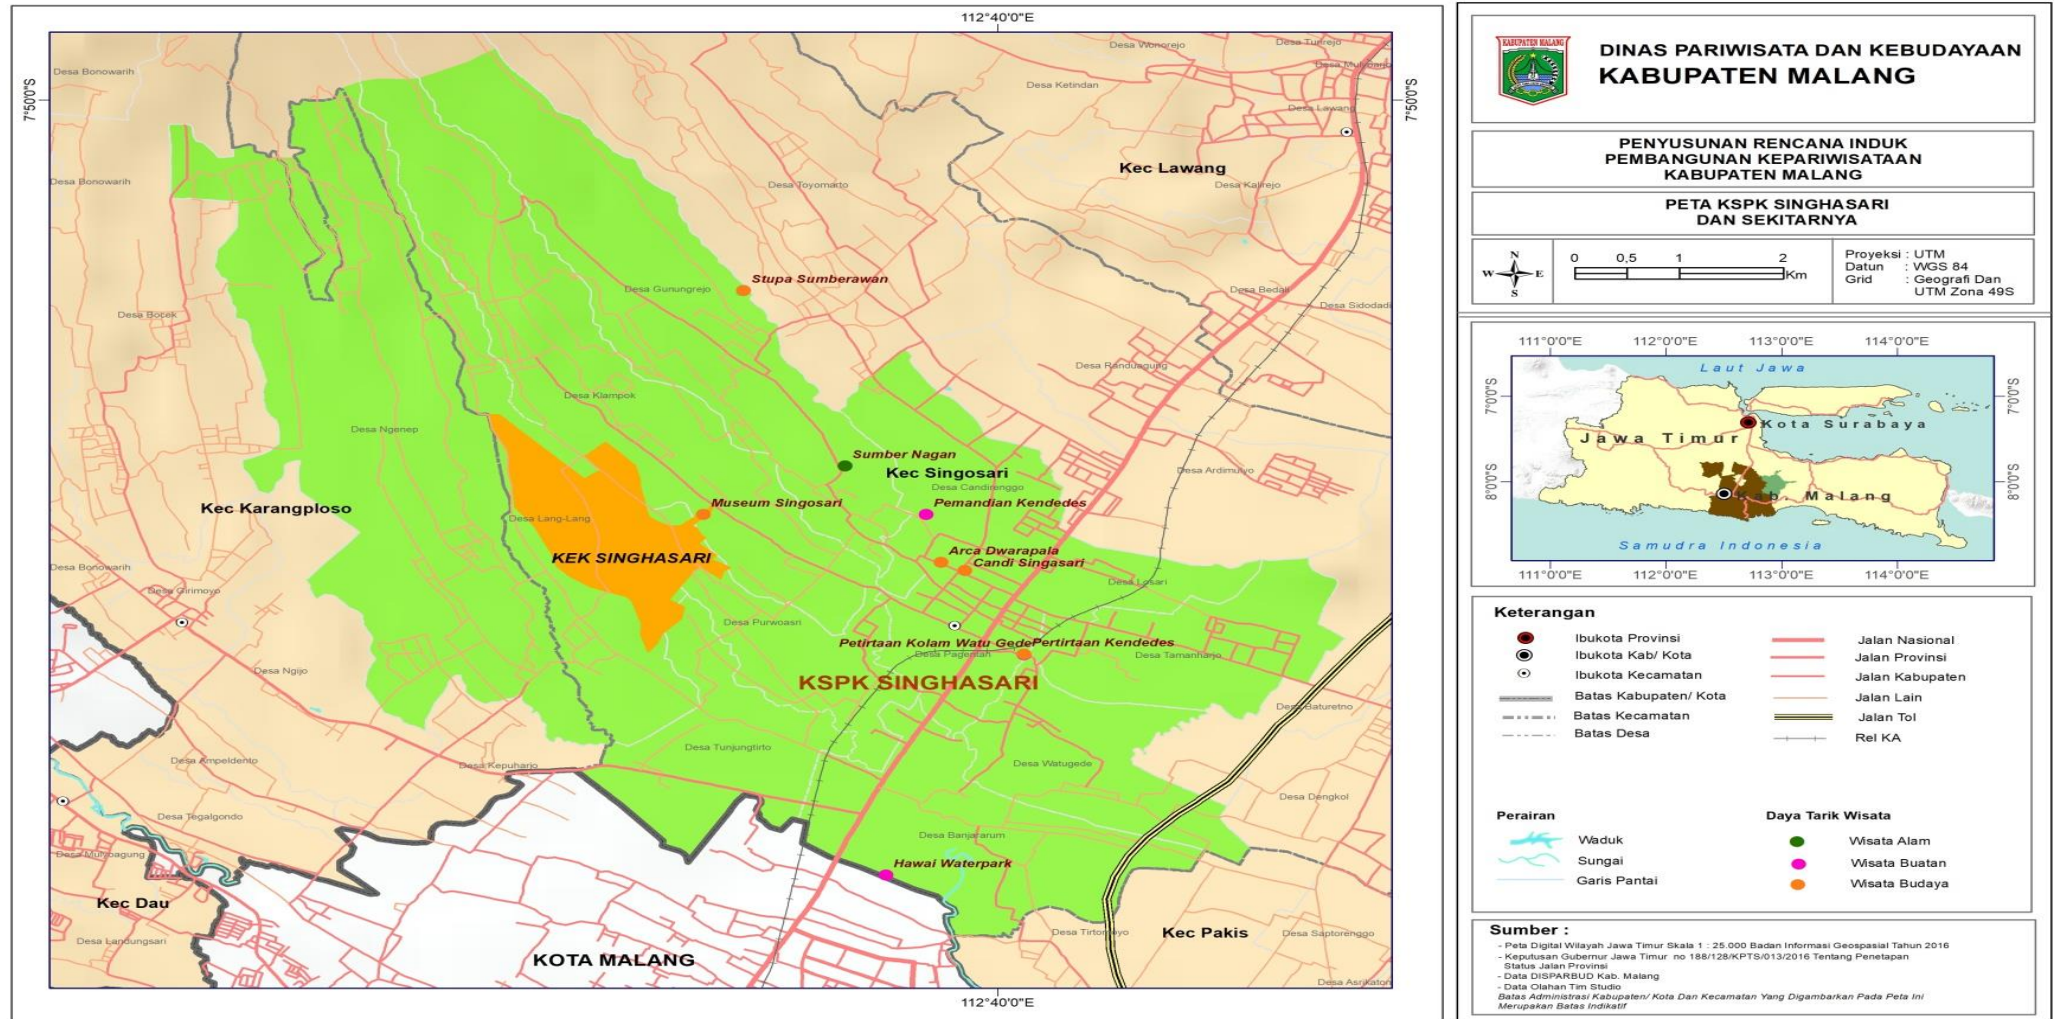 112°40'0"E
7°50'0"S
7°50'0"S
Desa Bonowarih
Desa Wonorejo
Desa Turirejo
Desa Mulyoarjo
Desa Ketindan
Desa Lawang
Kec Lawang
Desa Bonowarih
Desa Toyomarto
Desa Kalirejo
Stupa Sumberawan
Desa Gunungrejo
Desa Bedali
Desa Sidodadi
Desa Bocek
Desa Randuagung
Desa Klampok
Desa Ngenep
Sumber Nagan
Kec Singosari
Desa Ardimulyo
Desa Candirenggo
Kec Karangploso
Museum Singosari
Pemandian Kendedes
Desa Lang-Lang
KEK SINGHASARI
Arca Dwarapala
Candi Singasari
Desa Bonowarih
Desa Losari
Desa Girimoyo
Desa Purwoasri
Petirtaan Kolam Watu Gede
Pertirtaan Kendedes
Desa Pagentan
Desa Tamanharjo
Desa Ngijo
KSPK SINGHASARI
Desa Baturetno
Desa Tunjungtirto
Desa Ampeldento
Desa Kepuharjo
Desa Watugede
Desa Dengkol
Desa Tegalgondo
Desa Banjararum
Desa Mulyoagung
Hawai Waterpark
Kec Dau
Desa Landungsari
KOTA MALANG
Desa Tirtomoyo
Kec Pakis
Desa Saptorenggo
Desa Asrikaton
112°40'0"E
KABUPATEN MALANG
DINAS PARIWISATA DAN KEBUDAYAAN
KABUPATEN MALANG
PENYUSUNAN RENCANA INDUK
PEMBANGUNAN KEPARIWISATAAN
KABUPATEN MALANG
PETA KSPK SINGHASARI
DAN SEKITARNYA
N
W E
S
0 0,5 1 2
Km
Proyeksi : UTM
Datun : WGS 84
Grid : Geografi Dan
UTM Zona 49S
111°0'0"E 112°0'0"E 113°0'0"E 114°0'0"E
Laut Jawa
7°0'0"S
7°0'0"S
Kota Surabaya
Jawa Timur
8°0'0"S
8°0'0"S
Kab. Malang
Samudra Indonesia
111°0'0"E 112°0'0"E 113°0'0"E 114°0'0"E
Keterangan
Ibukota Provinsi
Ibukota Kab/ Kota
Ibukota Kecamatan
Batas Kabupaten/ Kota
Batas Kecamatan
Batas Desa
Jalan Nasional
Jalan Provinsi
Jalan Kabupaten
Jalan Lain
Jalan Tol
Rel KA
Perairan
Waduk
Sungai
Garis Pantai
Daya Tarik Wisata
Wisata Alam
Wisata Buatan
Wisata Budaya
Sumber :
- Peta Digital Wilayah Jawa Timur Skala 1 : 25.000 Badan Informasi Geospasial Tahun 2016
- Keputusan Gubernur Jawa Timur no 188/128/KPTS/013/2016 Tentang Penetapan
Status Jalan Provinsi
- Data DISPARBUD Kab. Malang
- Data Olahan Tim Studio
Batas Administrasi Kabupaten/ Kota Dan Kecamatan Yang Digambarkan Pada Peta Ini
Merupakan Batas Indikatif